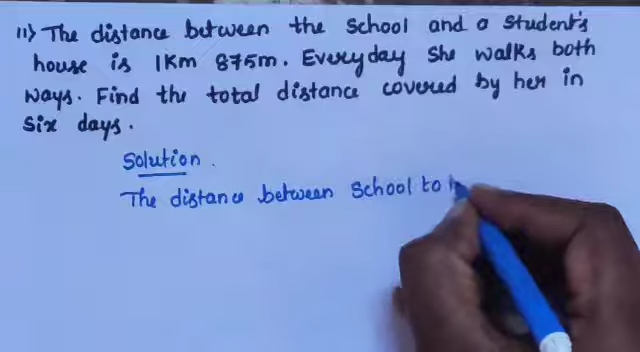 11) The distance between the school and a student's
house is 1Km 875m. Everyday she walks both
ways. Find the total distance covered by her in
Six days.
Solution.
The distance between School to